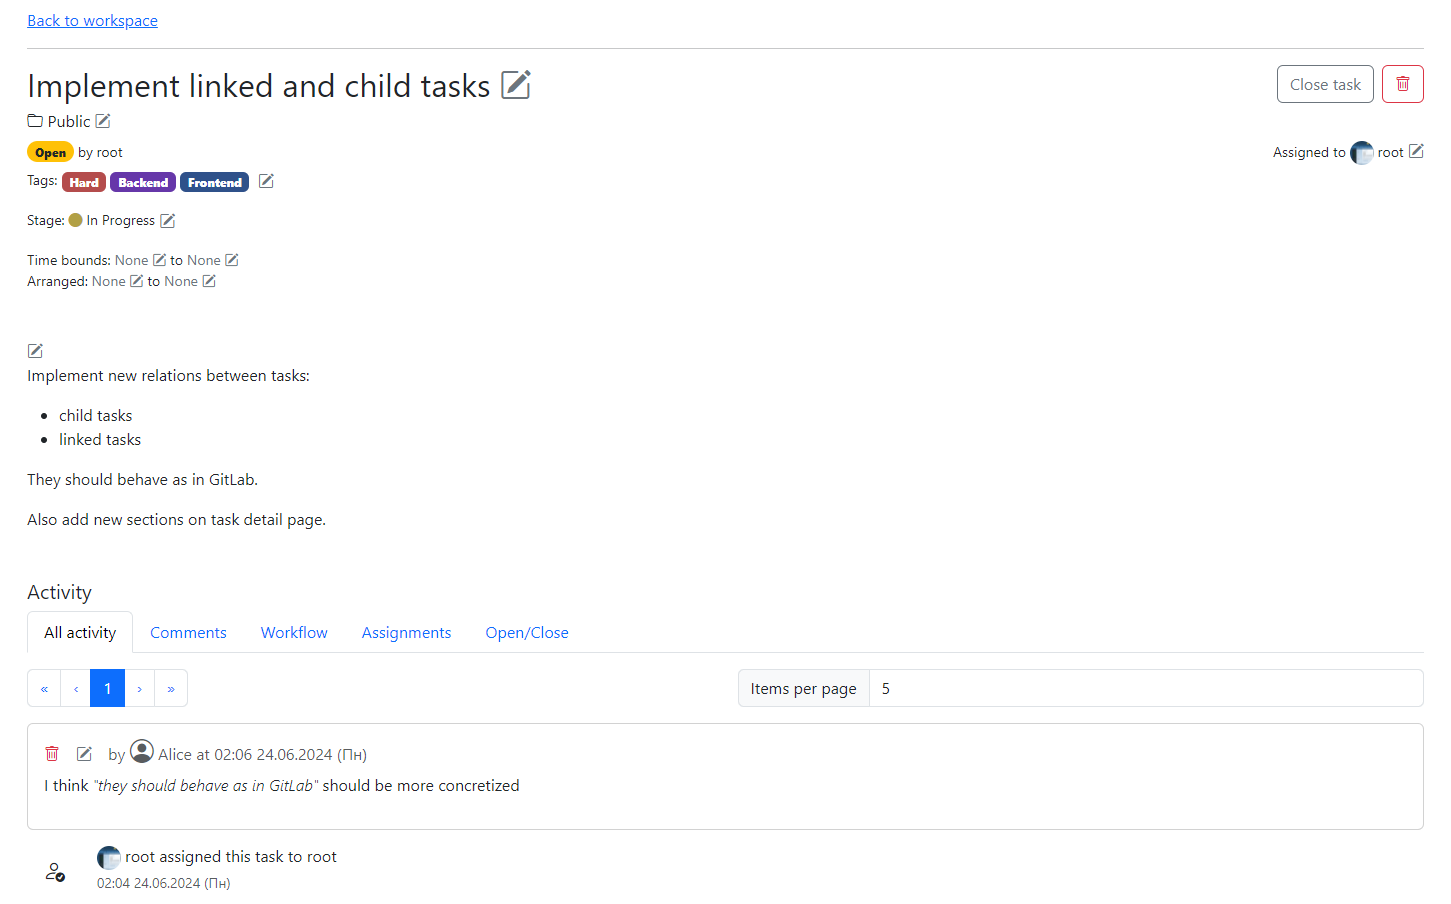 Back to workspace
Implement linked and child tasks
Close task
Public
Open by root
Assigned to root
Tags: Hard Backend Frontend
Stage: In Progress
Time bounds: None to None
Arranged: None to None
Implement new relations between tasks:
• child tasks
• linked tasks
They should behave as in GitLab.
Also add new sections on task detail page.
Activity
All activity Comments Workflow Assignments Open/Close
« ‹ 1 › »
Items per page 5
by Alice at 02:06 24.06.2024 (Пн)
I think "they should behave as in GitLab" should be more concretized
root assigned this task to root
02:04 24.06.2024 (Пн)